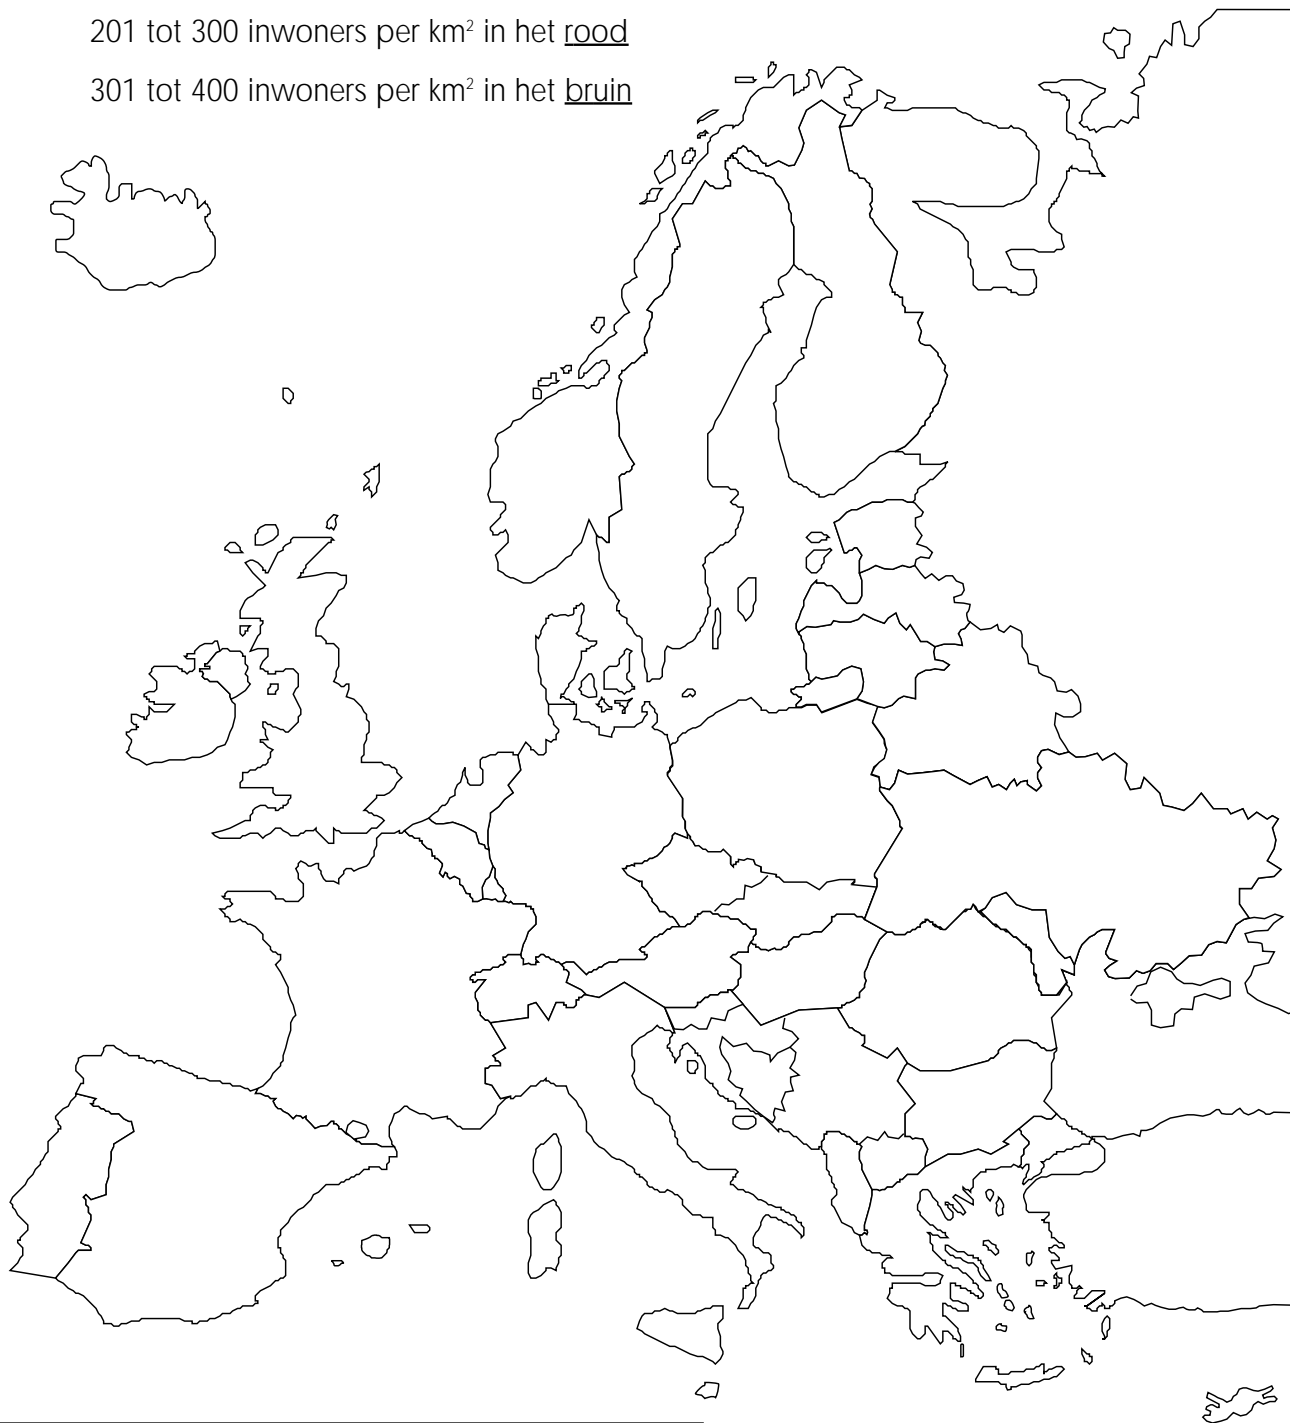 201 tot 300 inwoners per km² in het rood
301 tot 400 inwoners per km² in het bruin